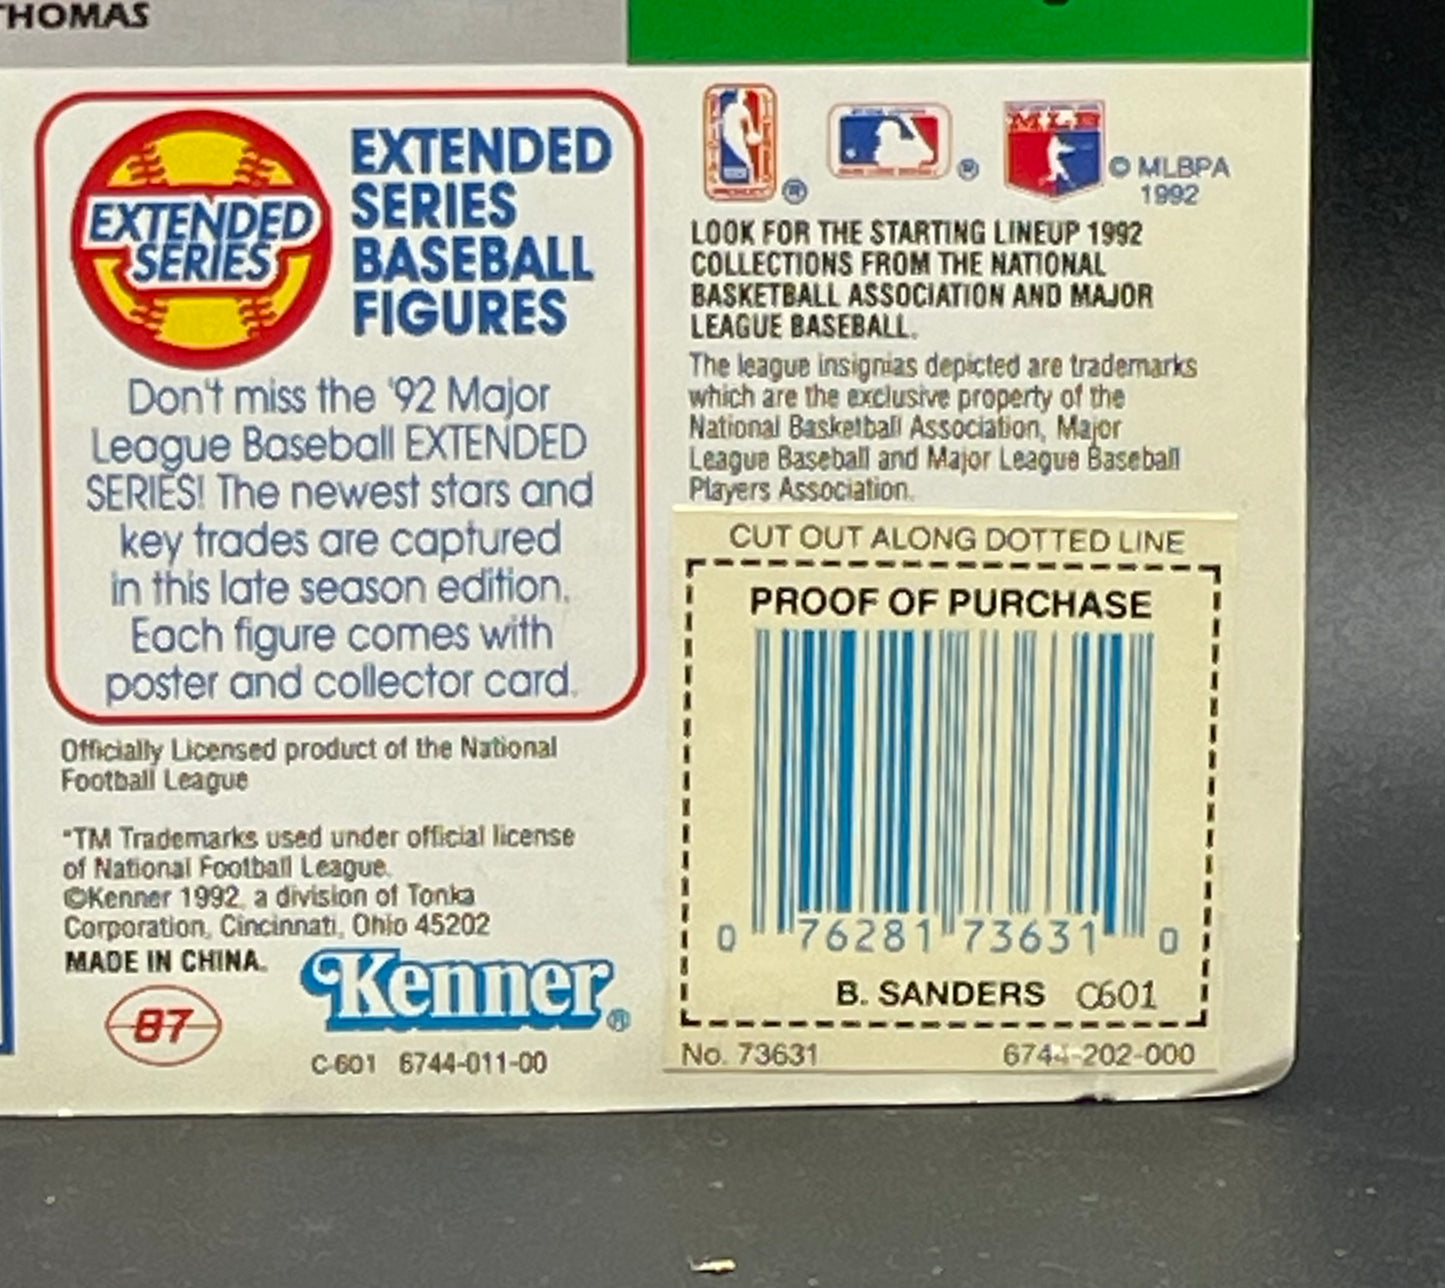 THOMAS
EXTENDED
SERIES
EXTENDED
SERIES
BASEBALL
FIGURES
Don't miss the '92 Major
League Baseball EXTENDED
SERIES! The newest stars and
key trades are captured
in this late season edition.
Each figure comes with
poster and collector card.
Officially Licensed product of the National
Football League
*TM Trademarks used under official license
of National Football League.
©Kenner 1992, a division of Tonka
Corporation, Cincinnati, Ohio 45202
MADE IN CHINA.
87
Kenner®
C-601 6744-011-00
®
®
MLB
© MLBPA
1992
LOOK FOR THE STARTING LINEUP 1992
COLLECTIONS FROM THE NATIONAL
BASKETBALL ASSOCIATION AND MAJOR
LEAGUE BASEBALL.
The league insignias depicted are trademarks
which are the exclusive property of the
National Basketball Association, Major
League Baseball and Major League Baseball
Players Association.
CUT OUT ALONG DOTTED LINE
PROOF OF PURCHASE
0 76281 73631 0
B. SANDERS C601
No. 73631 6744-202-000